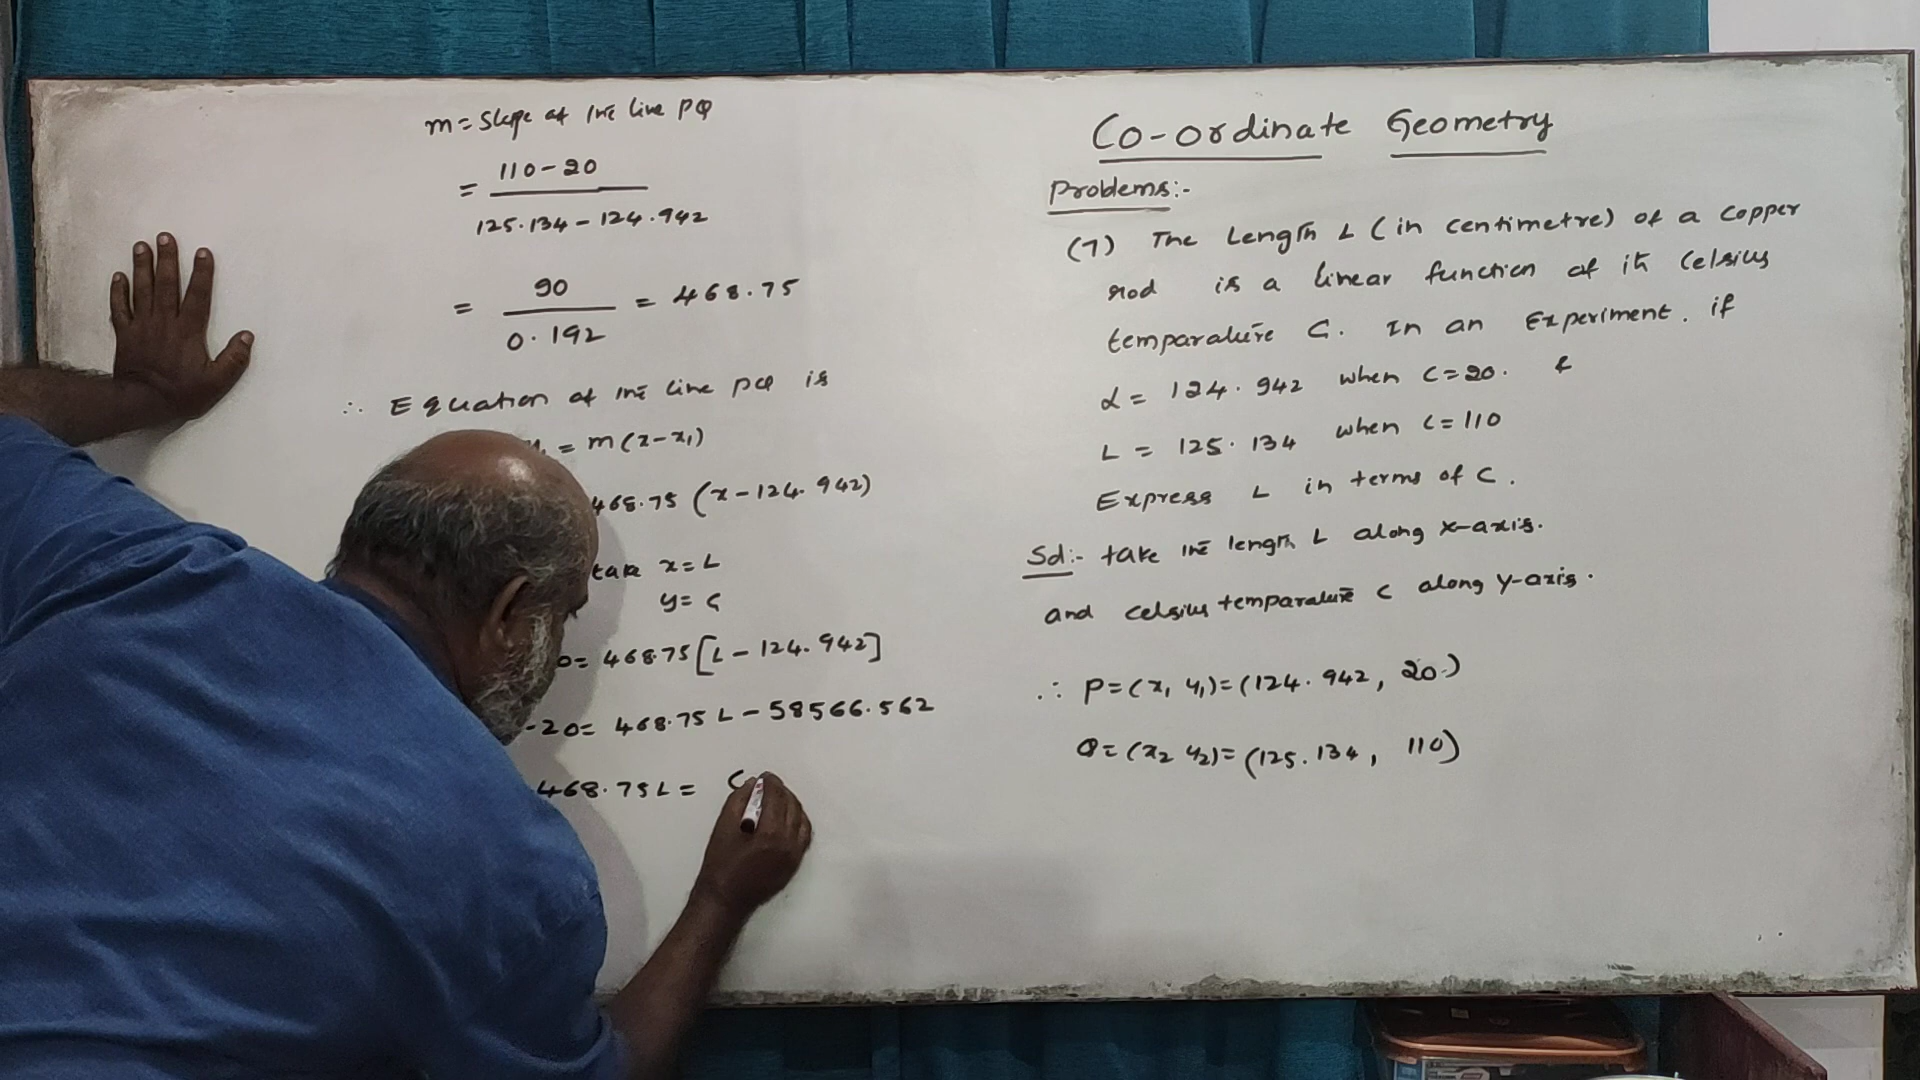 m = Slope of the line PQ
= 110 - 20 / 125.134 - 124.942
= 90 / 0.192 = 468.75
∴ Equation of the line PQ is
= m(x - x₁)
468.75 (x - 124.942)
take x = L
y = C
0 = 468.75 [L - 124.942]
- 20 = 468.75 L - 58566.562
468.75 L = C
Co-ordinate Geometry
Problems:-
(7) The Length L (in centimetre) of a copper
rod is a linear function of its Celsius
temparature C. In an Experiment. if
L = 124.942 when C = 20. &
L = 125.134 when C = 110
Express L in terms of C.
Sol:- take the length L along x-axis.
and celsius temparature C along y-axis.
∴ P = (x₁ y₁) = (124.942, 20.)
Q = (x₂ y₂) = (125.134, 110)